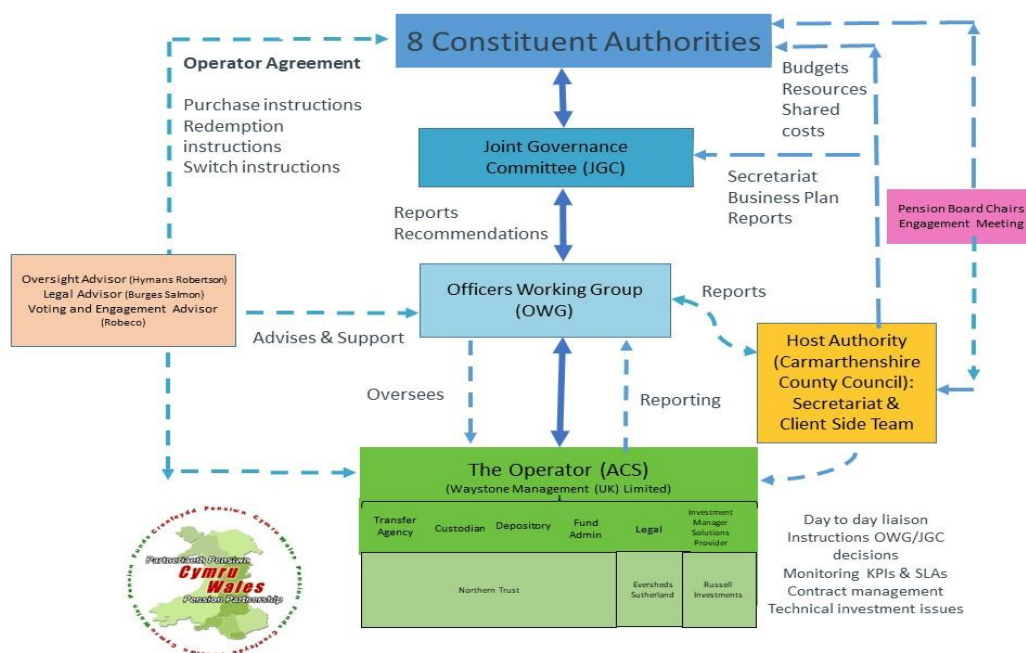 8 Constituent Authorities
Operator Agreement
Purchase instructions
Redemption
instructions
Switch instructions
Budgets
Resources
Shared
costs
Joint Governance
Committee (JGC)
Secretariat
Business Plan
Reports
Pension Board Chairs
Engagement Meeting
Reports
Recommendations
Oversight Advisor (Hymans Robertson)
Legal Advisor (Burges Salmon)
Voting and Engagement Advisor
(Robeco)
Advises & Support
Officers Working Group
(OWG)
Reports
Host Authority
(Carmarthenshire
County Council):
Secretariat &
Client Side Team
Oversees
Reporting
The Operator (ACS)
(Waystone Management (UK) Limited)
Transfer
Agency
Custodian
Depository
Fund
Admin
Legal
Investment
Manager
Solutions
Provider
Northern Trust
Eversheds
Sutherland
Russell
Investments
Day to day liaison
Instructions OWG/JGC
decisions
Monitoring KPIs & SLAs
Contract management
Technical investment issues
Partneriaeth Pensiwn
Cymru
Wales
Pension Partnership